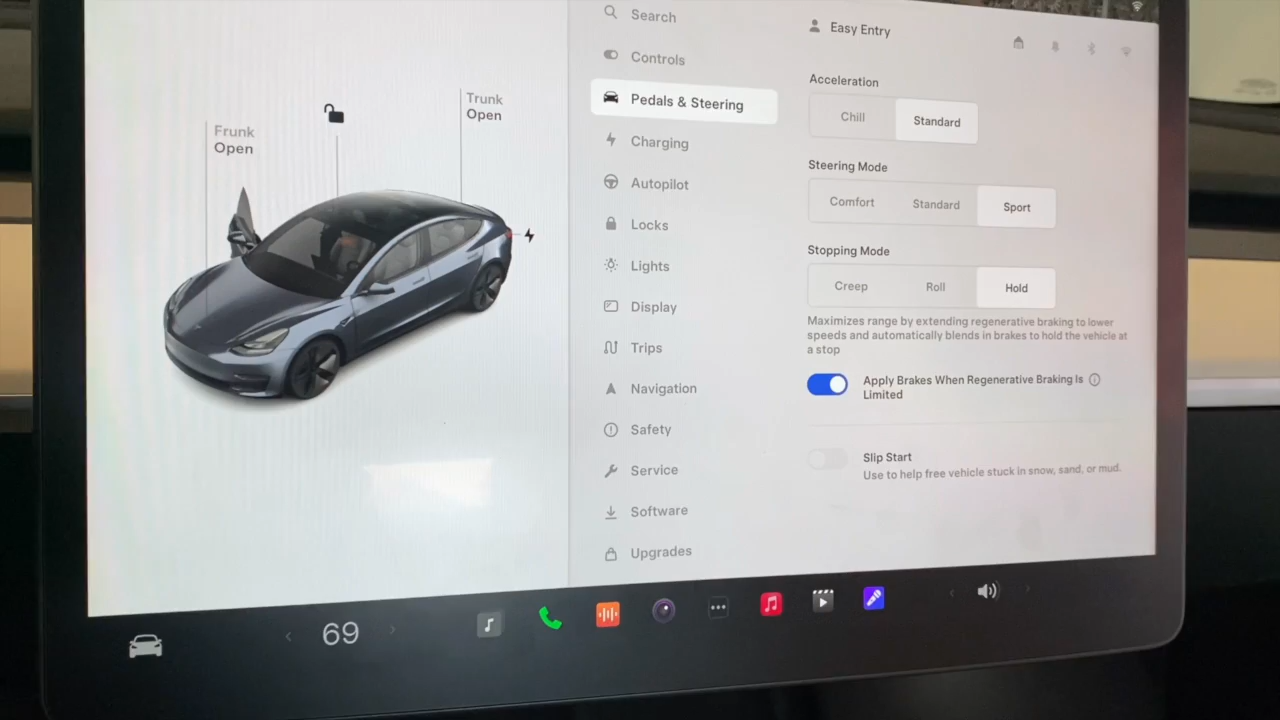 Frunk
Open
Trunk
Open
Search
Controls
Pedals & Steering
Charging
Autopilot
Locks
Lights
Display
Trips
Navigation
Safety
Service
Software
Upgrades
Easy Entry
Acceleration
Chill
Standard
Steering Mode
Comfort
Standard
Sport
Stopping Mode
Creep
Roll
Hold
Maximizes range by extending regenerative braking to lower
speeds and automatically blends in brakes to hold the vehicle at
a stop
Apply Brakes When Regenerative Braking Is
Limited
Slip Start
Use to help free vehicle stuck in snow, sand, or mud.
69